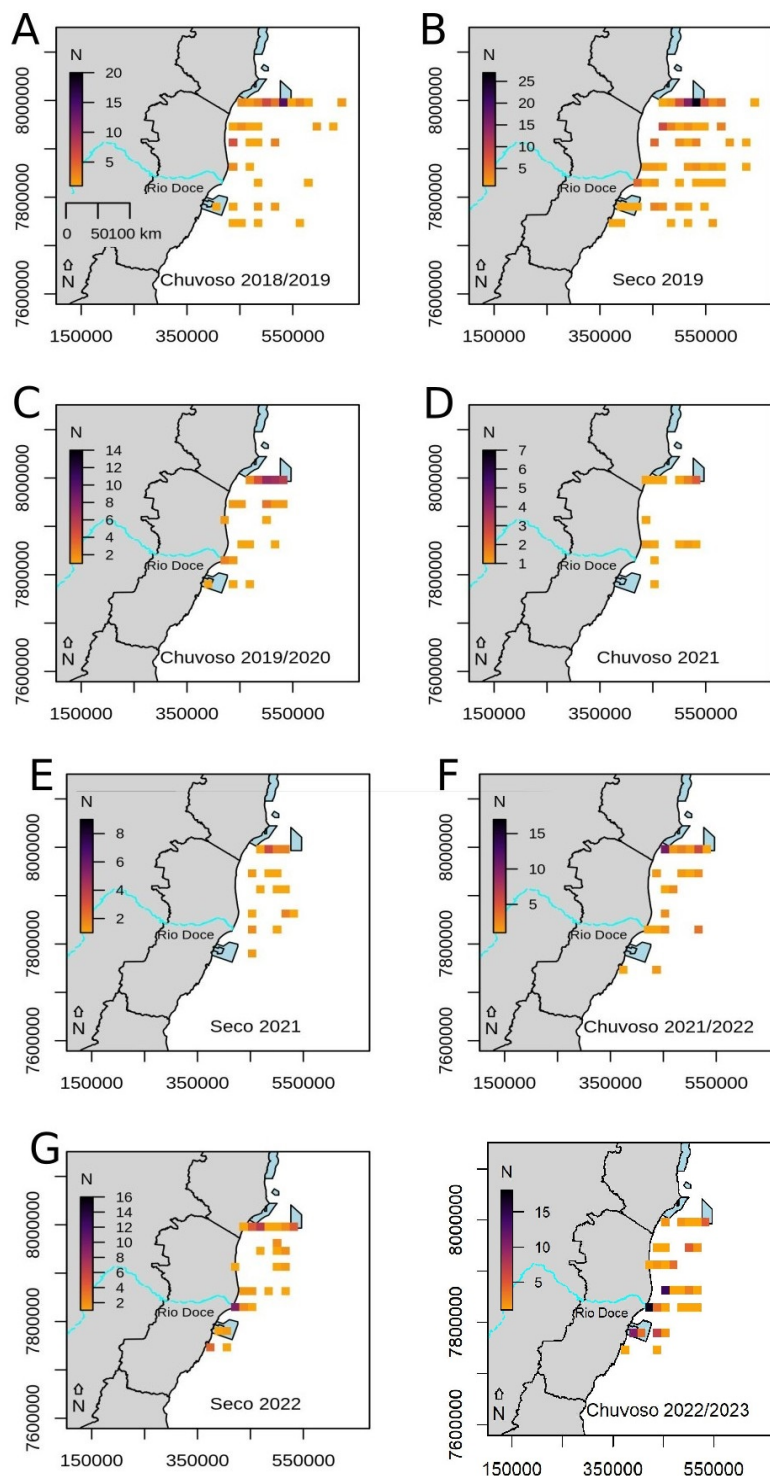 A
N
20
15
10
5
Rio Doce
0 50100 km
N
Chuvoso 2018/2019
8000000
7800000
7600000
150000 350000 550000
B
N
25
20
15
10
5
Rio Doce
N
Seco 2019
8000000
7800000
7600000
150000 350000 550000
C
N
14
12
10
8
6
4
2
Rio Doce
N
Chuvoso 2019/2020
8000000
7800000
7600000
150000 350000 550000
D
N
7
6
5
4
3
2
1
Rio Doce
N
Chuvoso 2021
8000000
7800000
7600000
150000 350000 550000
E
N
8
6
4
2
Rio Doce
N
Seco 2021
8000000
7800000
7600000
150000 350000 550000
F
N
15
10
5
Rio Doce
N
Chuvoso 2021/2022
8000000
7800000
7600000
150000 350000 550000
G
N
16
14
12
10
8
6
4
2
Rio Doce
N
Seco 2022
8000000
7800000
7600000
150000 350000 550000
N
15
10
5
Rio Doce
N
Chuvoso 2022/2023
8000000
7800000
7600000
150000 350000 550000